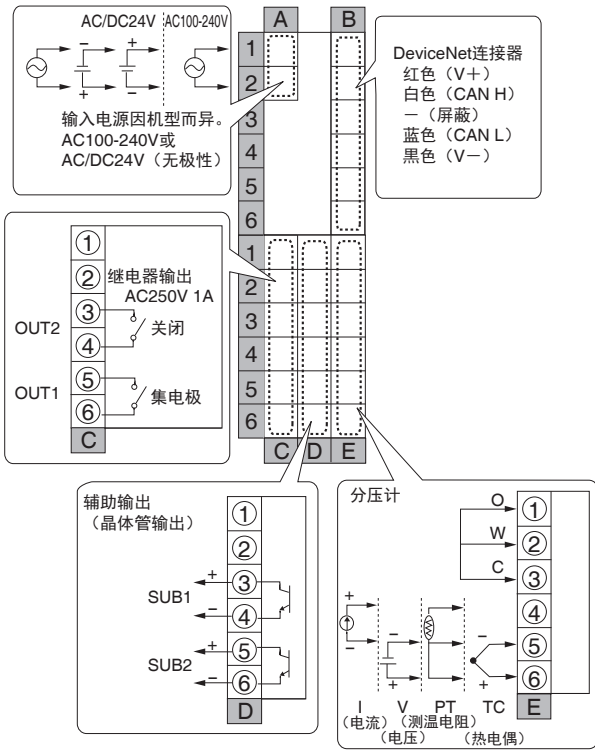 AC/DC24V
AC100-240V
－ ＋
＋ －
输入电源因机型而异。
AC100-240V或
AC/DC24V（无极性）
A
B
1
2
3
4
5
6
1
2
3
4
5
6
C D E
DeviceNet连接器
红色（V＋）
白色（CAN H）
－（屏蔽）
蓝色（CAN L）
黑色（V－）
①
②
③
④
⑤
⑥
C
继电器输出
AC250V 1A
OUT2
关闭
OUT1
集电极
辅助输出
（晶体管输出）
①
②
③
④
⑤
⑥
D
SUB1
＋
－
SUB2
＋
－
分压计
O
W
C
①
②
③
④
⑤
⑥
E
＋
－
－
＋
－
＋
I V PT TC
（电流）（测温电阻）
（电压） （热电偶）